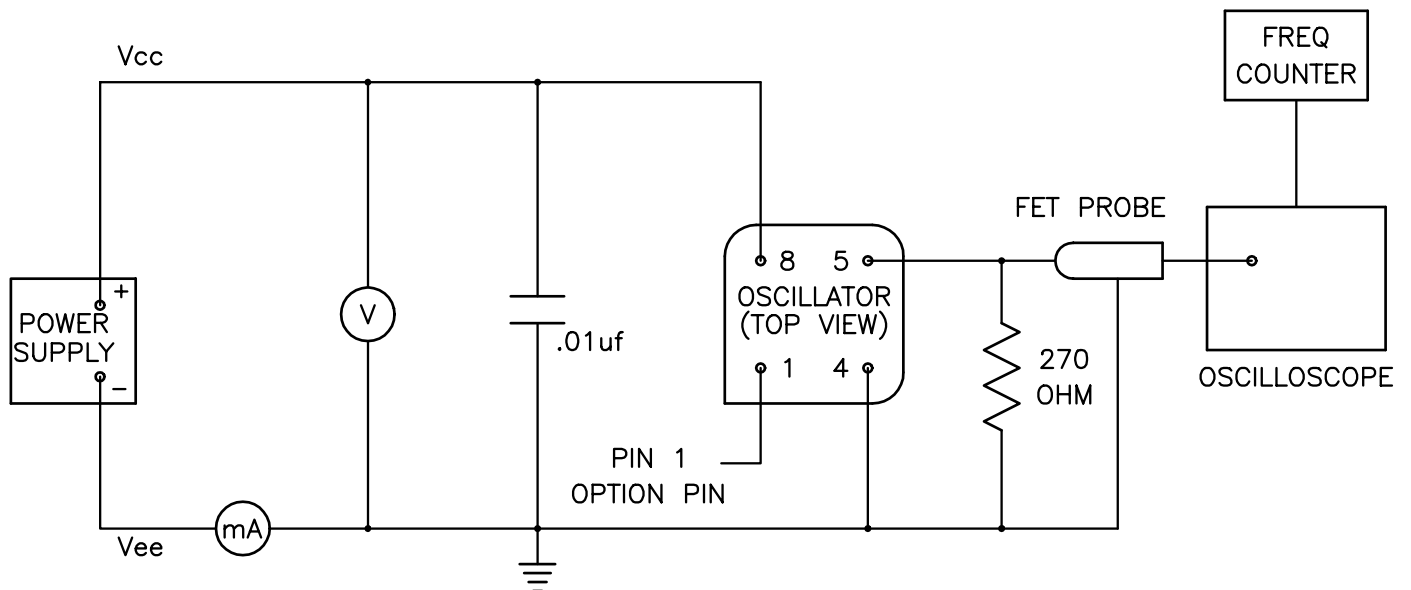 Vcc
FREQ
COUNTER
FET PROBE
+
POWER
SUPPLY
−
V
.01uf
8 5
OSCILLATOR
(TOP VIEW)
1 4
270
OHM
OSCILLOSCOPE
PIN 1
OPTION PIN
mA
Vee